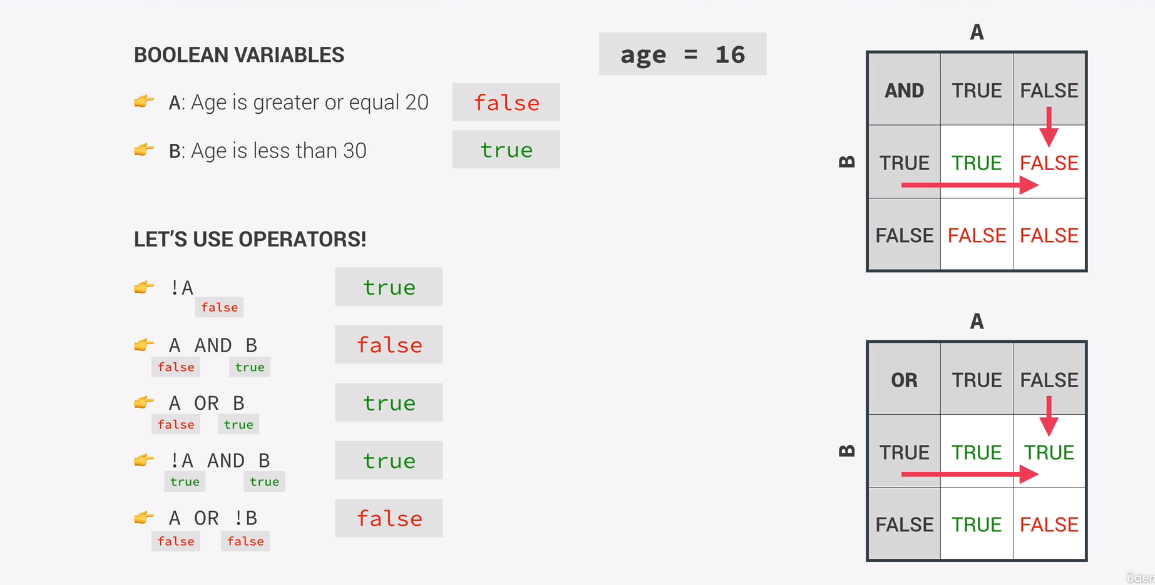 BOOLEAN VARIABLES
age = 16
A: Age is greater or equal 20 false
B: Age is less than 30 true
LET’S USE OPERATORS!
!A true
false
A AND B false
false true
A OR B true
false true
!A AND B true
true true
A OR !B false
false false
A
AND TRUE FALSE
B
TRUE TRUE FALSE
FALSE FALSE FALSE
A
OR TRUE FALSE
B
TRUE TRUE TRUE
FALSE TRUE FALSE